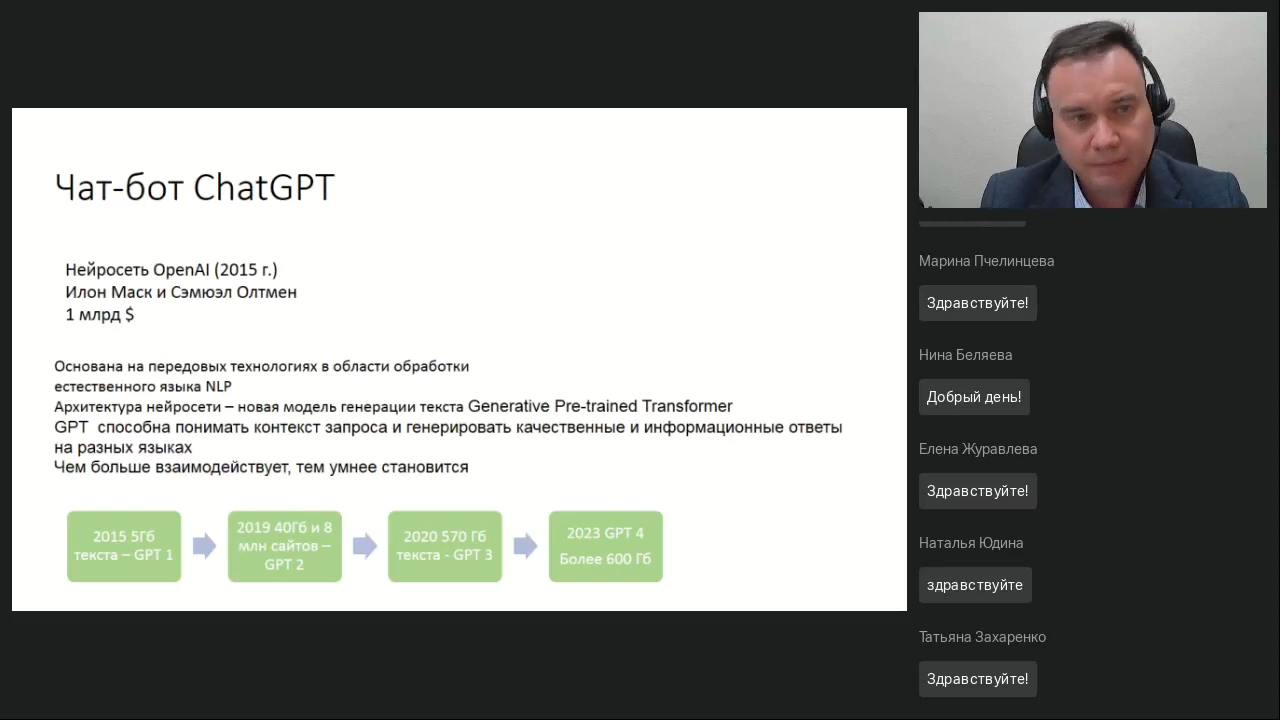 Чат-бот ChatGPT
Нейросеть OpenAI (2015 г.)
Илон Маск и Сэмюэл Олтмен
1 млрд $
Основана на передовых технологиях в области обработки
естественного языка NLP
Архитектура нейросети – новая модель генерации текста Generative Pre-trained Transformer
GPT способна понимать контекст запроса и генерировать качественные и информационные ответы
на разных языках
Чем больше взаимодействует, тем умнее становится
2015 5Гб
текста – GPT 1
2019 40Гб и 8
млн сайтов –
GPT 2
2020 570 Гб
текста - GPT 3
2023 GPT 4
Более 600 Гб
Марина Пчелинцева
Здравствуйте!
Нина Беляева
Добрый день!
Елена Журавлева
Здравствуйте!
Наталья Юдина
здравствуйте
Татьяна Захаренко
Здравствуйте!